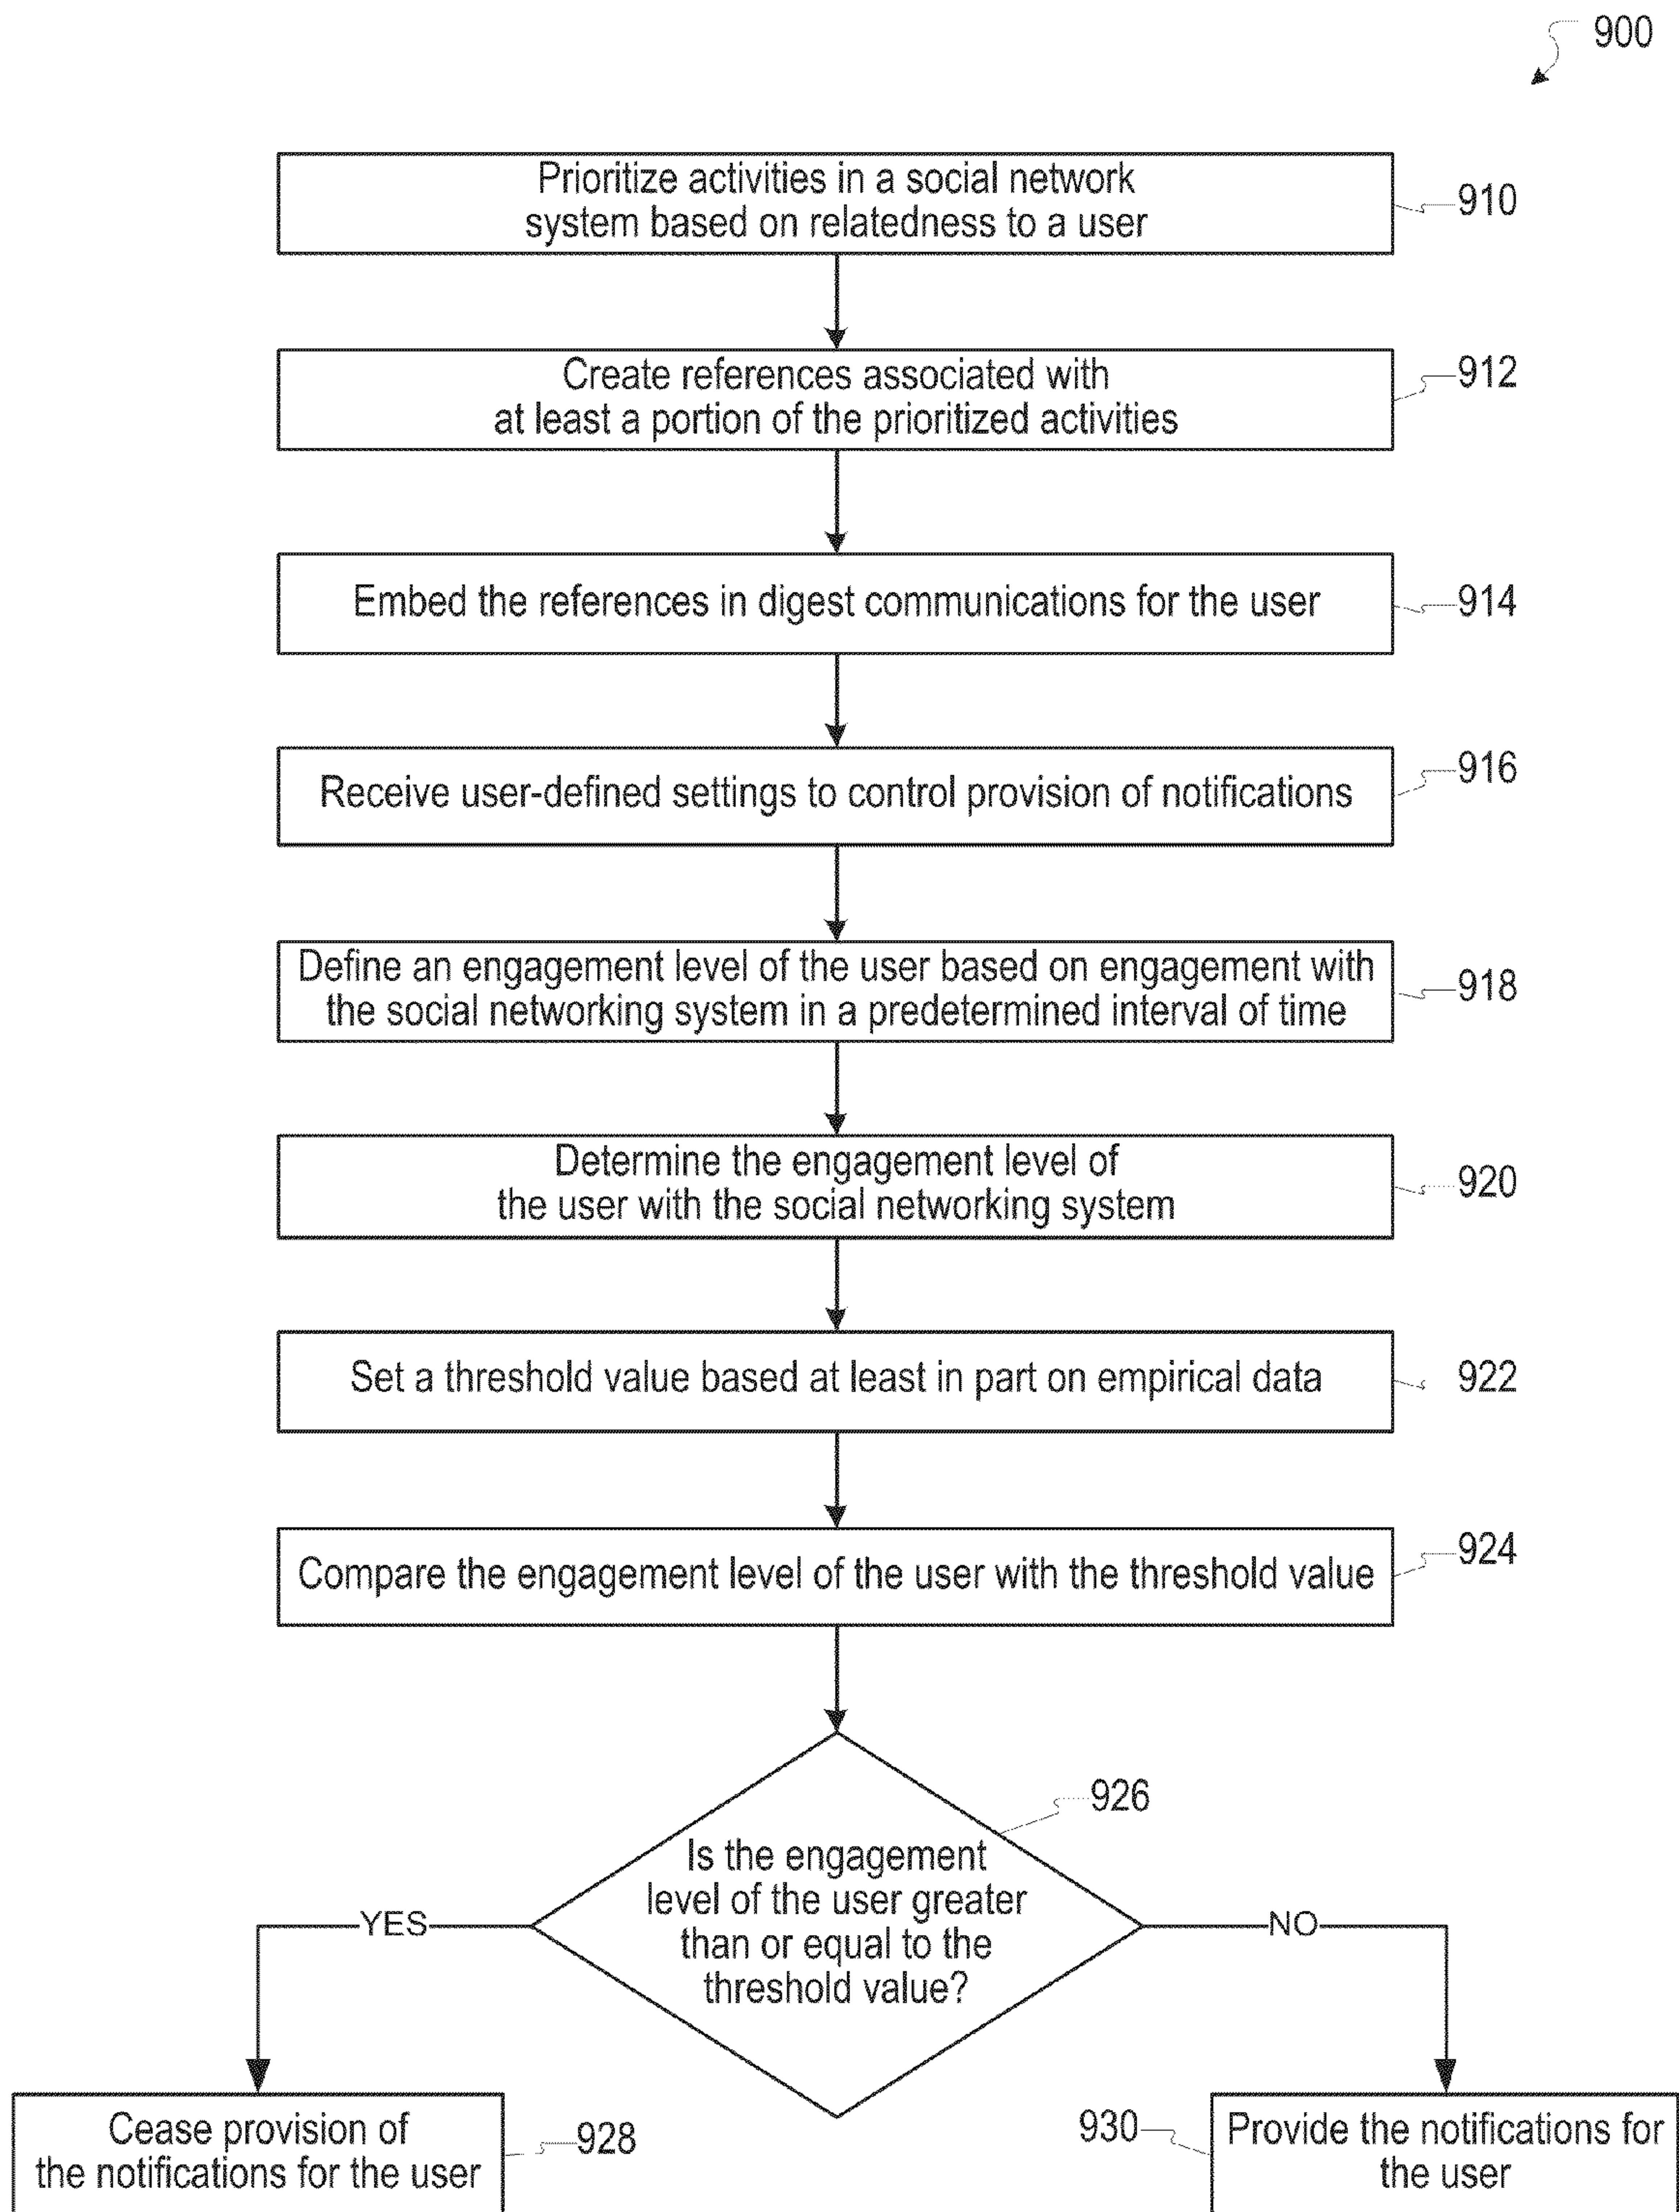 900
Prioritize activities in a social network
system based on relatedness to a user
910
Create references associated with
at least a portion of the prioritized activities
912
Embed the references in digest communications for the user
914
Receive user-defined settings to control provision of notifications
916
Define an engagement level of the user based on engagement with
the social networking system in a predetermined interval of time
918
Determine the engagement level of
the user with the social networking system
920
Set a threshold value based at least in part on empirical data
922
Compare the engagement level of the user with the threshold value
924
926
Is the engagement
level of the user greater
than or equal to the
threshold value?
YES
NO
Cease provision of
the notifications for the user
928
930
Provide the notifications for
the user